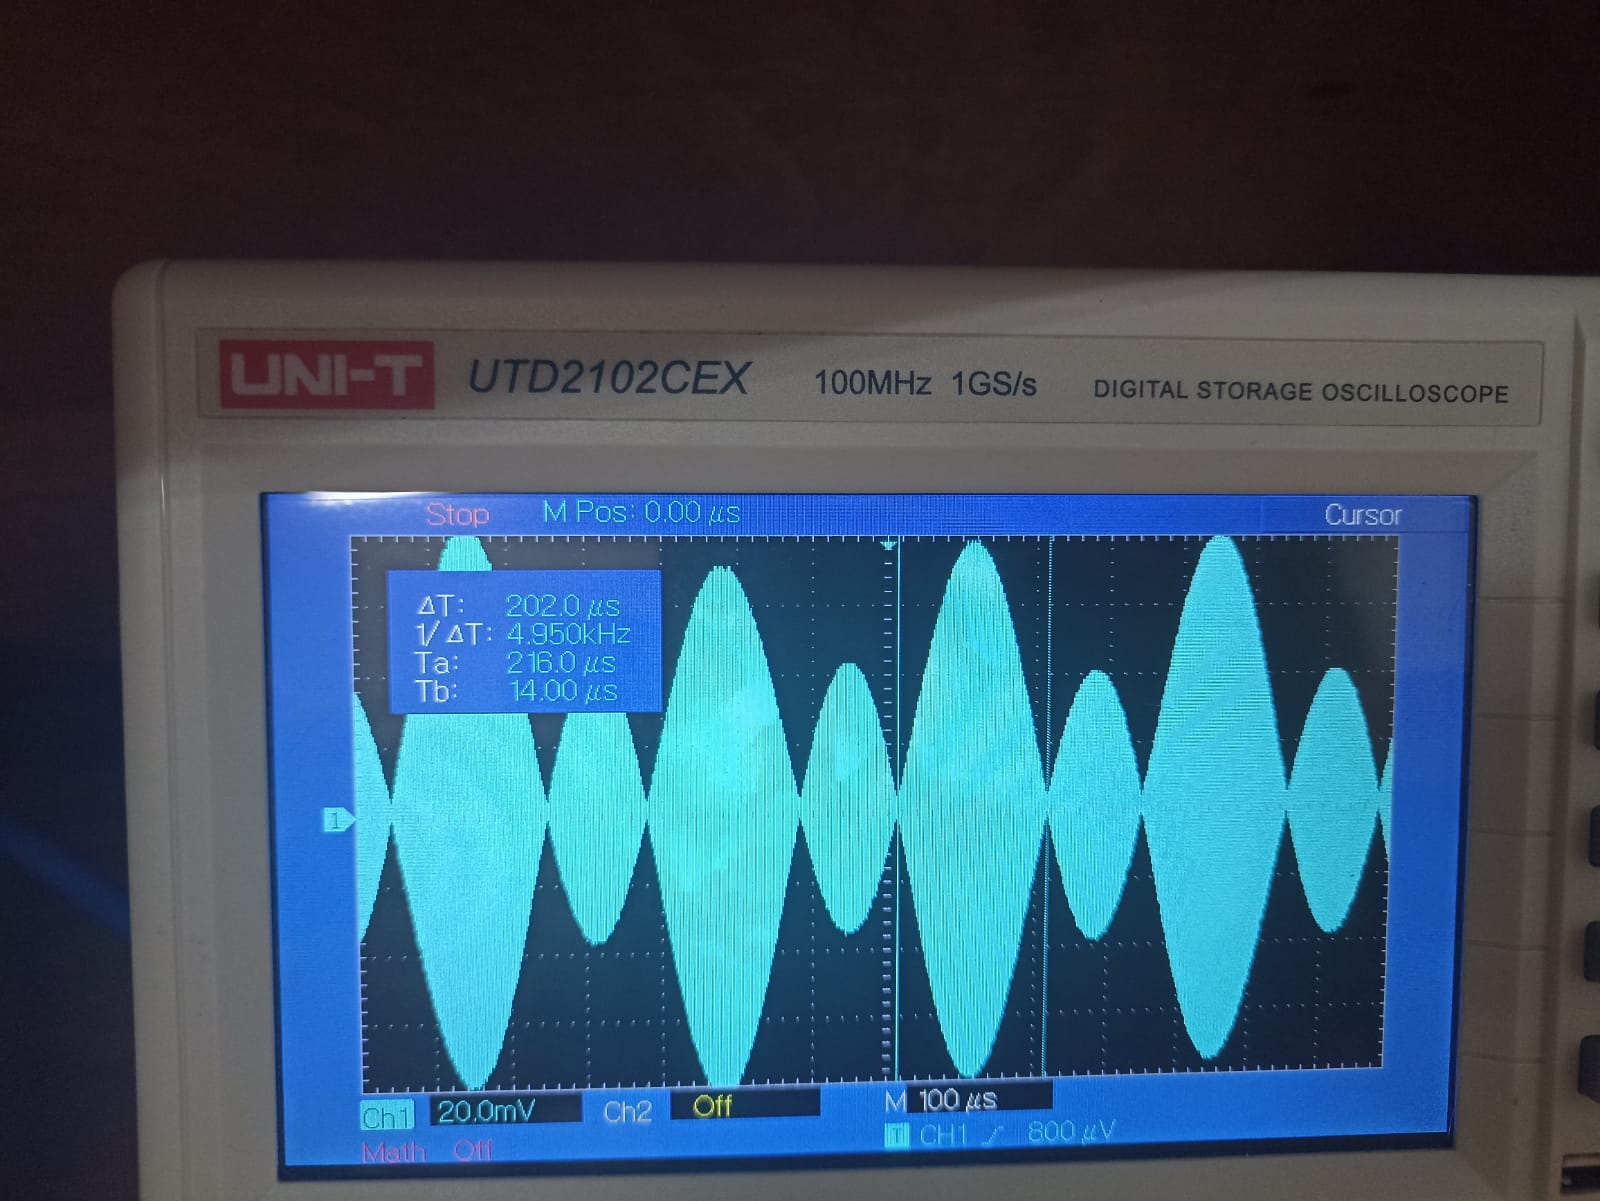 UNI-T UTD2102CEX 100MHz 1GS/s DIGITAL STORAGE OSCILLOSCOPE
Stop M Pos: 0.00 μs Cursor
ΔT: 202.0 μs
1/ΔT: 4.950kHz
Ta: 216.0 μs
Tb: 14.00 μs
1
Ch1 20.0mV Ch2 Off M 100 μs
T CH1 800 μV
Math Off